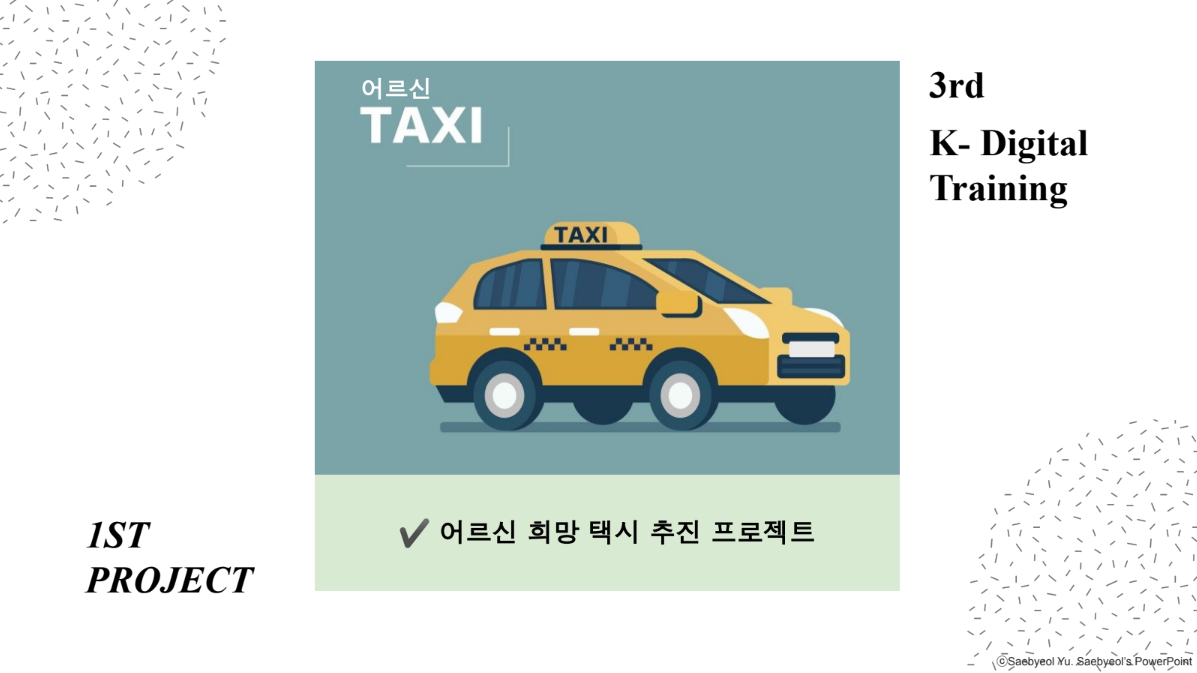 어르신
TAXI
TAXI
✔ 어르신 희망 택시 추진 프로젝트
3rd
K- Digital
Training
1ST
PROJECT
©Saebyeol Yu. Saebyeol's PowerPoint